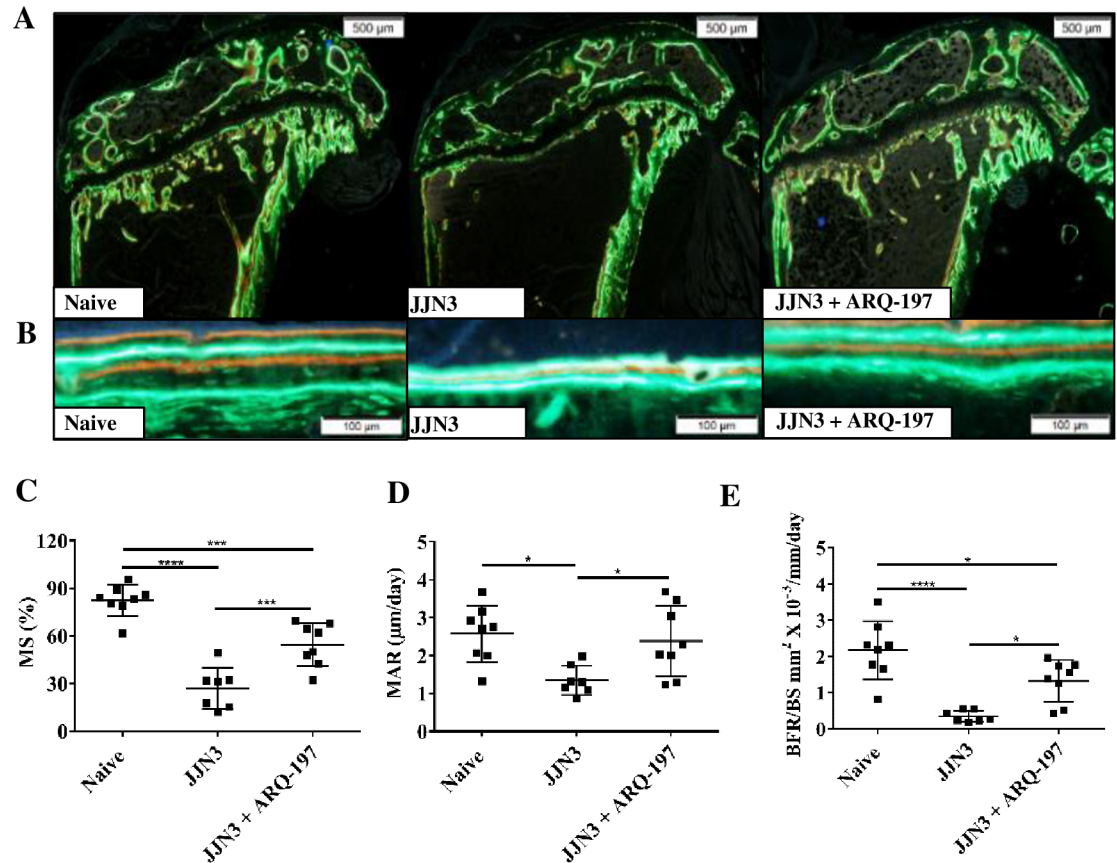 A
500 µm
500 µm
500 µm
Naive
JJN3
JJN3 + ARQ-197
B
Naive
100 µm
JJN3
100 µm
JJN3 + ARQ-197
100 µm
C
MS (%)
120
90
60
30
0
***
****
***
Naive
JJN3
JJN3 + ARQ-197
D
MAR (µm/day)
5
4
3
2
1
0
*
*
Naive
JJN3
JJN3 + ARQ-197
E
BFR/BS mm² X 10⁻³/mm/day
5
4
3
2
1
0
*
****
*
Naive
JJN3
JJN3 + ARQ-197